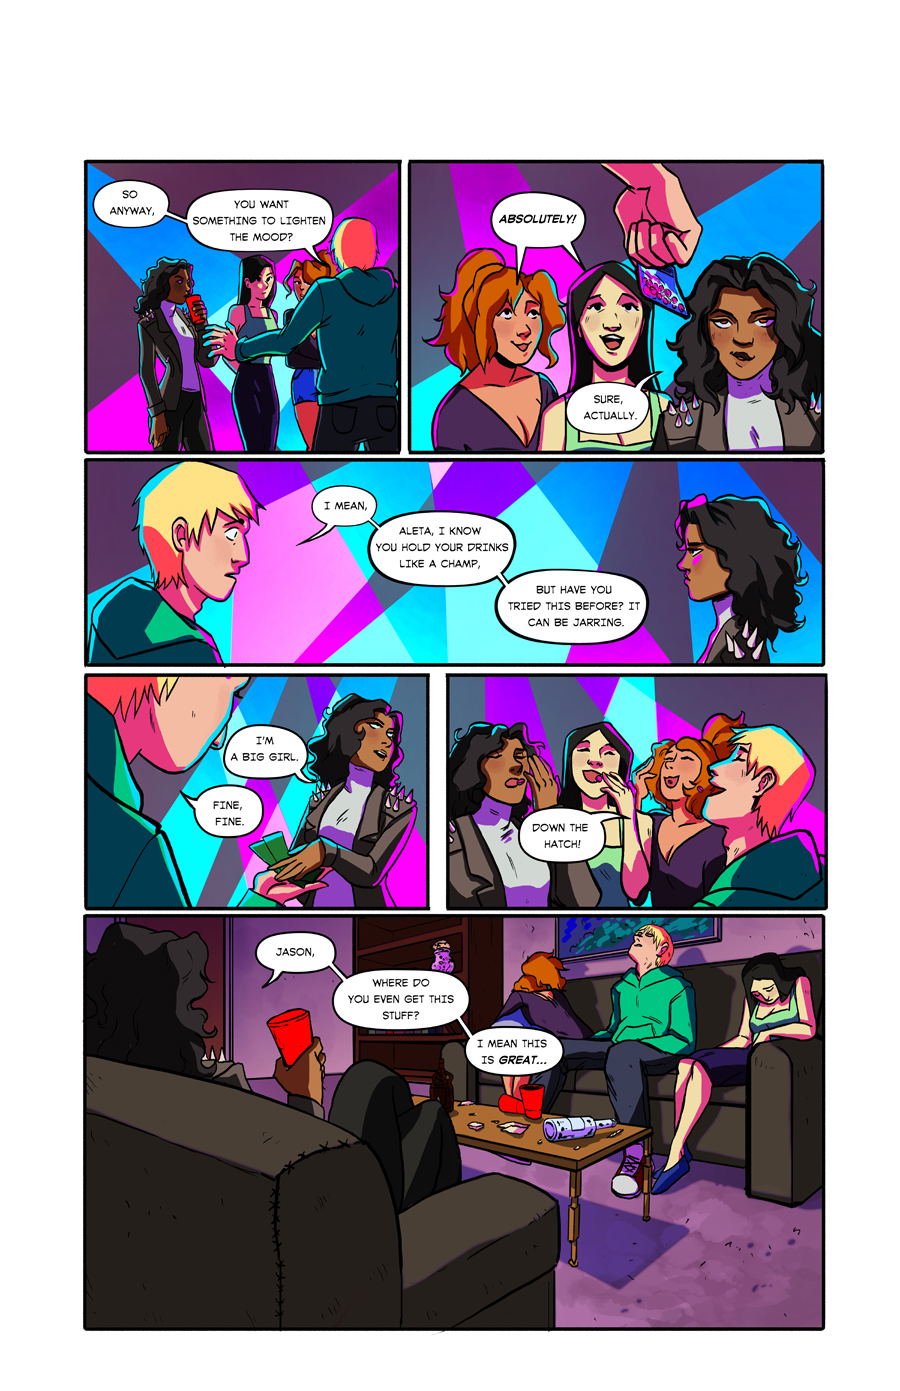 SO
ANYWAY,
YOU WANT
SOMETHING TO LIGHTEN
THE MOOD?
ABSOLUTELY!
SURE,
ACTUALLY.
I MEAN,
ALETA, I KNOW
YOU HOLD YOUR DRINKS
LIKE A CHAMP,
BUT HAVE YOU
TRIED THIS BEFORE? IT
CAN BE JARRING.
I'M
A BIG GIRL.
FINE,
FINE.
DOWN THE
HATCH!
JASON,
WHERE DO
YOU EVEN GET THIS
STUFF?
I MEAN THIS
IS GREAT...